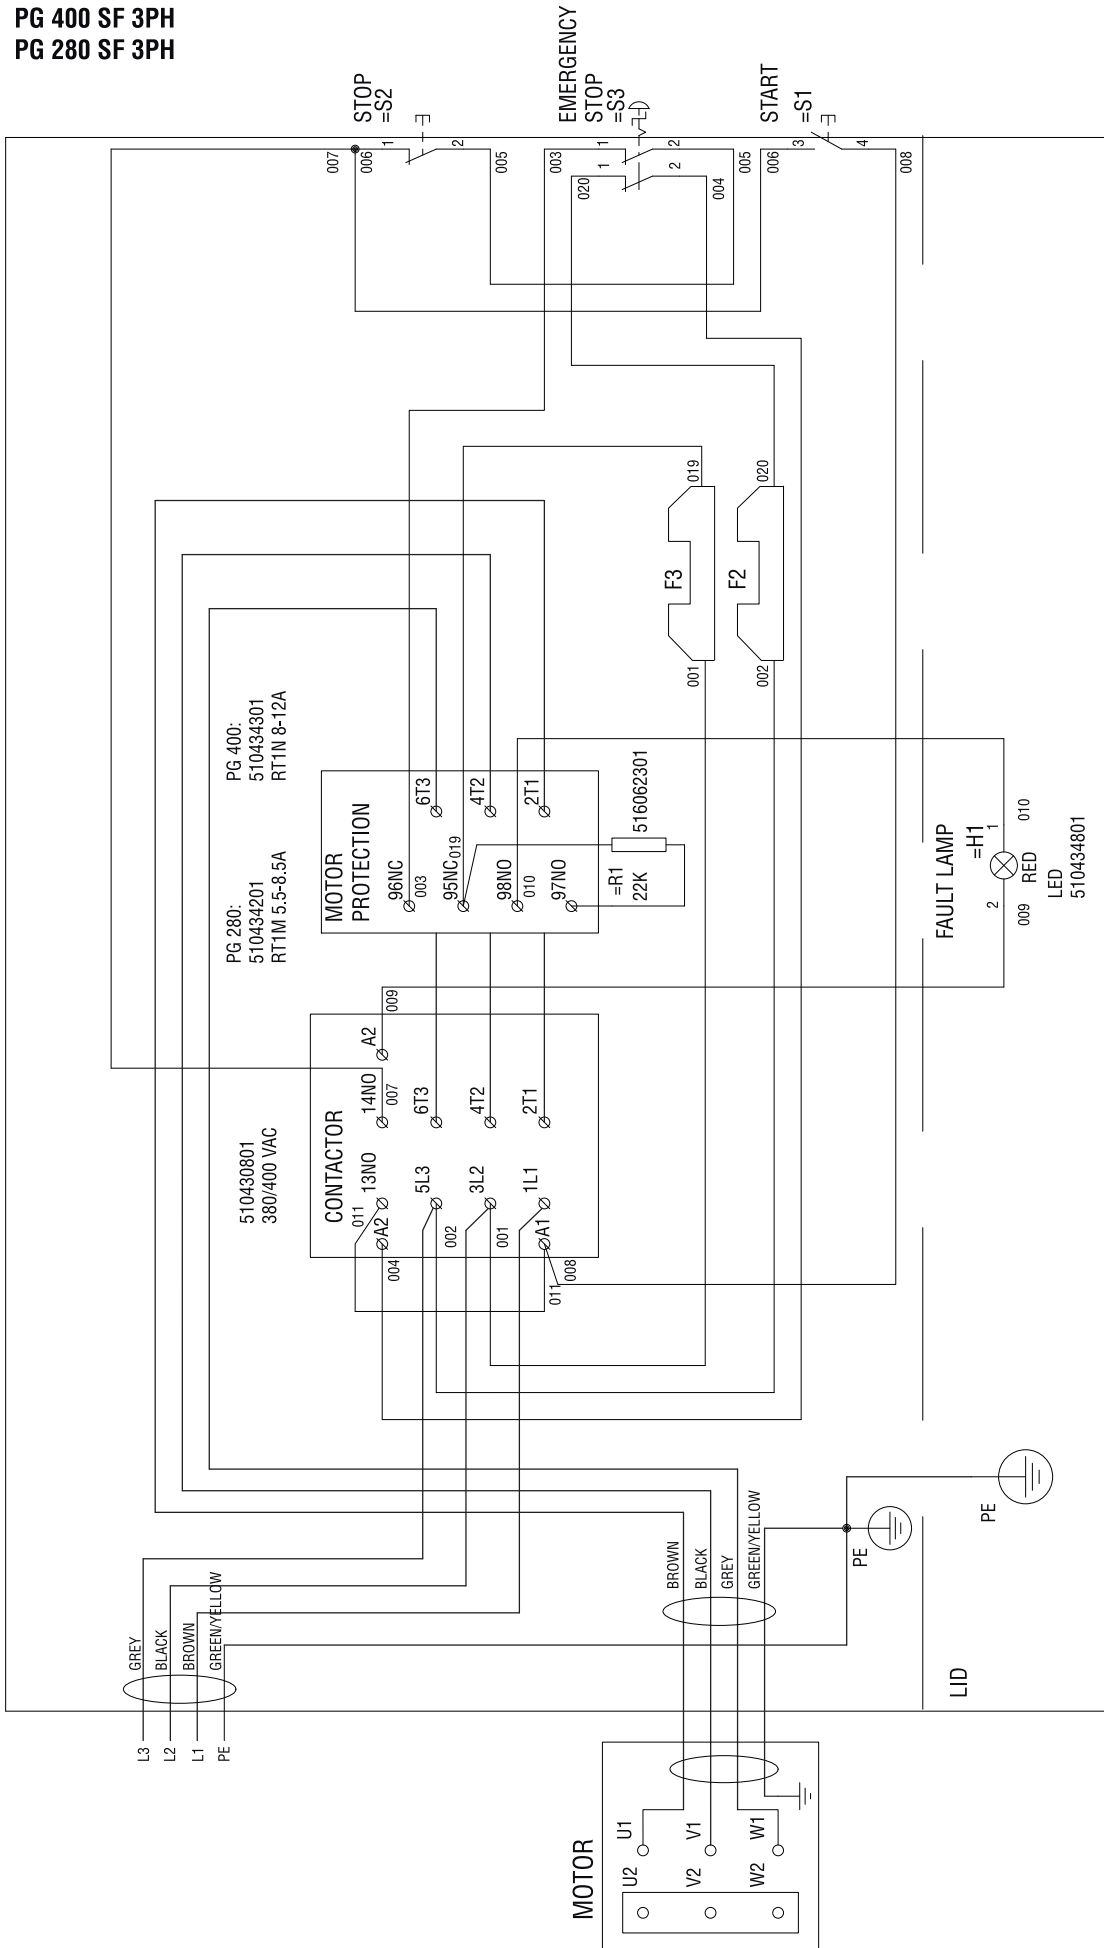 PG 400 SF 3PH
PG 280 SF 3PH
STOP
=S2
EMERGENCY
STOP
=S3
START
=S1
007
006
1
2
005
003
1
2
005
020
1
2
004
006
3
4
008
019
F3
001
020
F2
002
PG 400:
510434301
RT1N 8-12A
PG 280:
510434201
RT1M 5.5-8.5A
MOTOR
PROTECTION
6T3
4T2
2T1
96NC
003
95NC
019
98NO
010
97NO
=R1
22K
516062301
FAULT LAMP
=H1
1
010
2
009
RED
LED
510434801
510430801
380/400 VAC
CONTACTOR
A2
009
14NO
007
6T3
4T2
2T1
13NO
011
5L3
002
3L2
001
1L1
A2
004
A1
008
011
GREY
BLACK
BROWN
GREEN/YELLOW
L3
L2
L1
PE
BROWN
BLACK
GREY
GREEN/YELLOW
PE
PE
LID
MOTOR
U1
V1
W1
U2
V2
W2